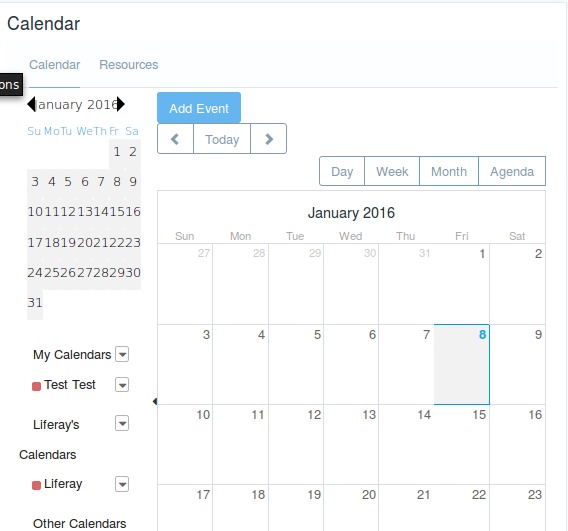 Calendar
Calendar Resources
ons
January 2016
Su Mo Tu We Th Fr Sa
1 2
3 4 5 6 7 8 9
10 11 12 13 14 15 16
17 18 19 20 21 22 23
24 25 26 27 28 29 30
31
My Calendars
Test Test
Liferay's
Calendars
Liferay
Other Calendars
Add Event
Today
Day Week Month Agenda
January 2016
Sun Mon Tue Wed Thu Fri Sat
27 28 29 30 31 1 2
3 4 5 6 7 8 9
10 11 12 13 14 15 16
17 18 19 20 21 22 23